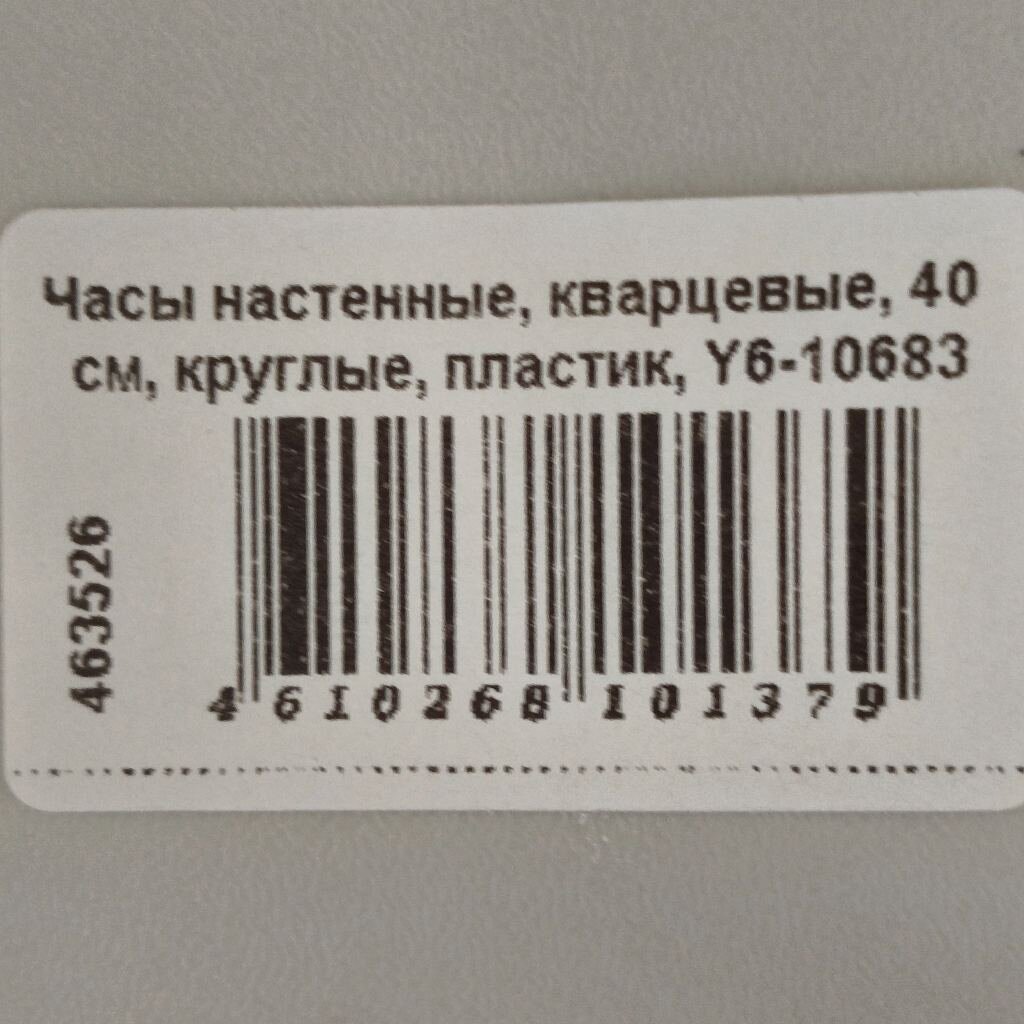 Часы настенные, кварцевые, 40
см, круглые, пластик, Y6-10683
463526
4 610268 101379